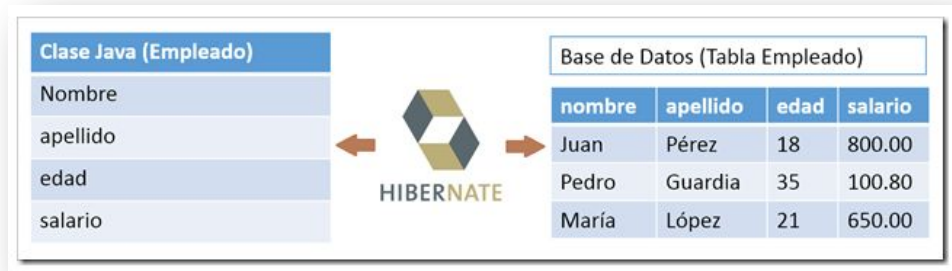 Clase Java (Empleado)
Nombre
apellido
edad
salario
HIBERNATE
Base de Datos (Tabla Empleado)
nombre apellido edad salario
Juan Pérez 18 800.00
Pedro Guardia 35 100.80
María López 21 650.00